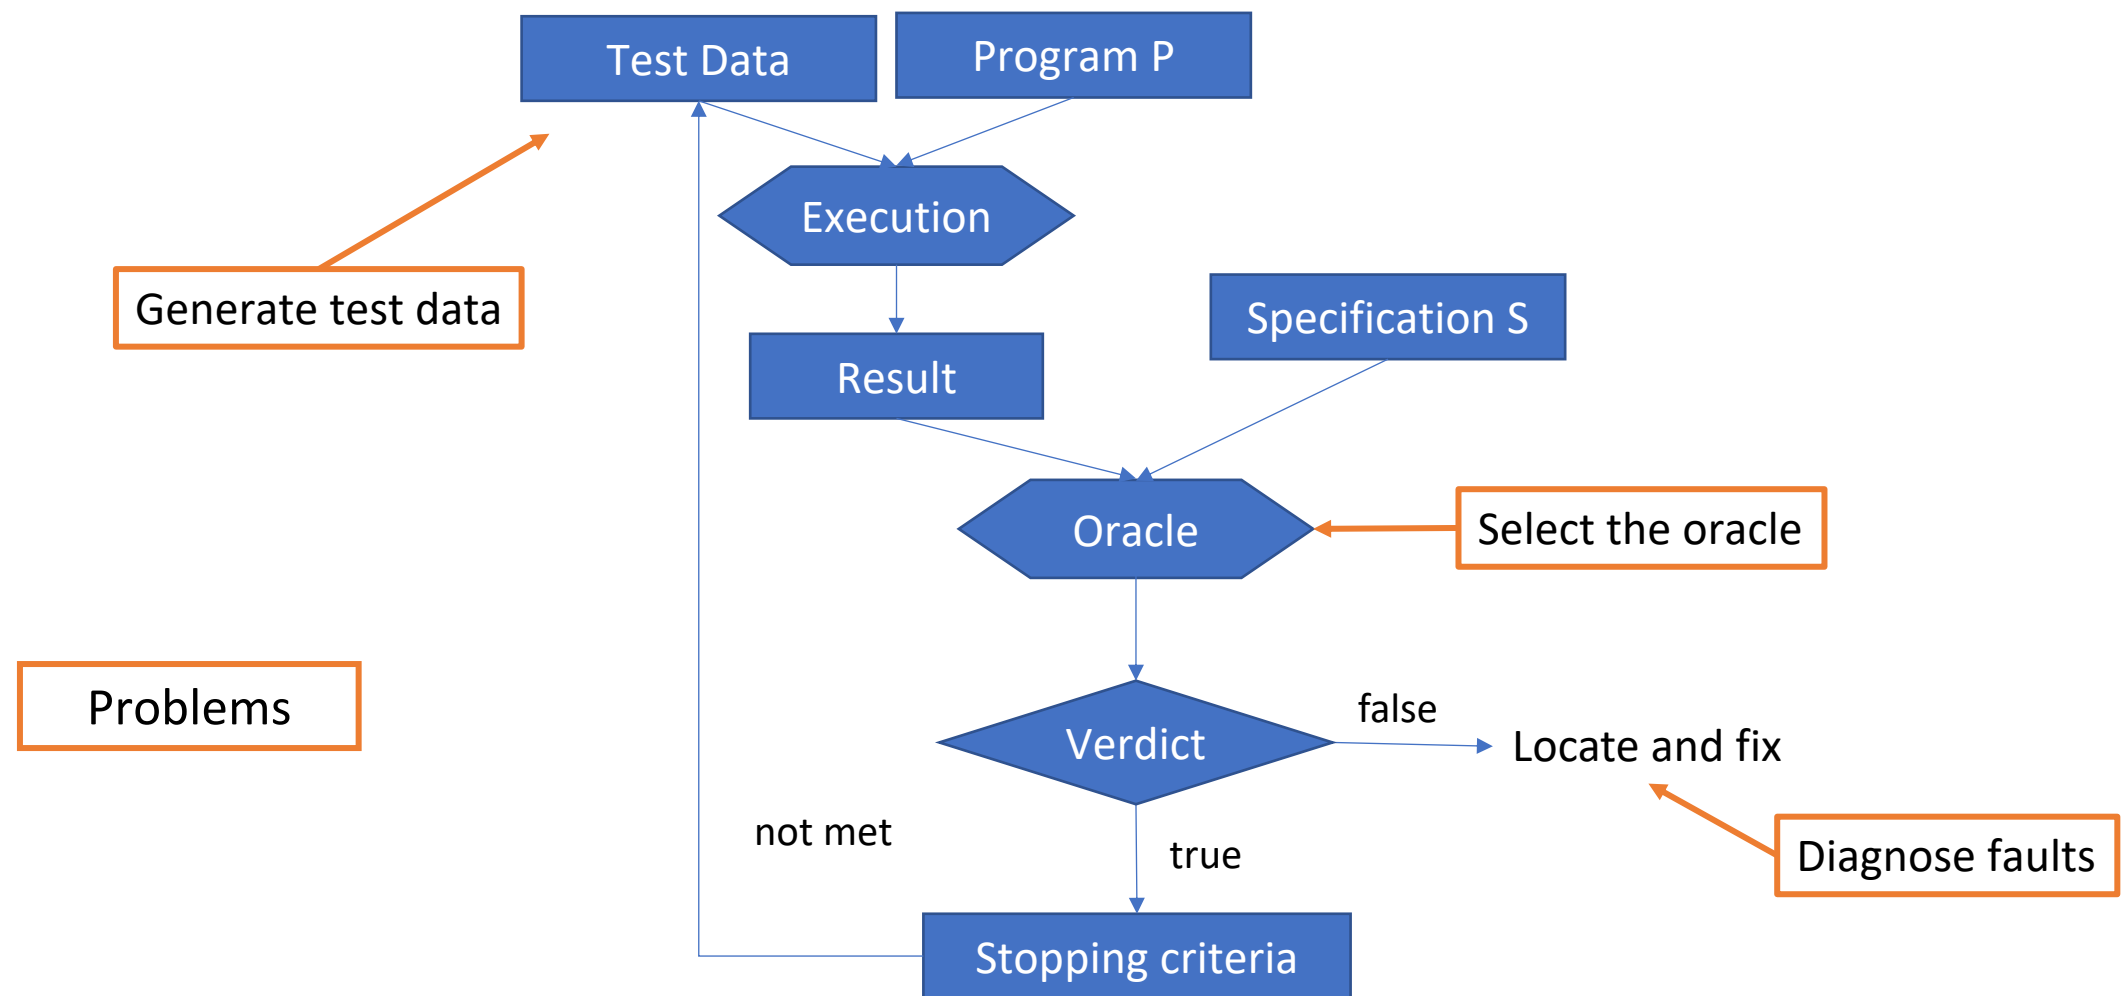 Test Data
Program P
Execution
Generate test data
Specification S
Result
Oracle
Select the oracle
Problems
false
Verdict
Locate and fix
not met
true
Diagnose faults
Stopping criteria